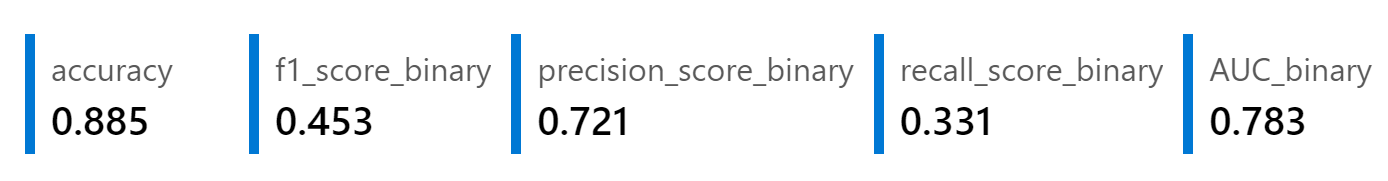 accuracy f1_score_binary precision_score_binary recall_score_binary AUC_binary
0.885 0.453 0.721 0.331 0.783